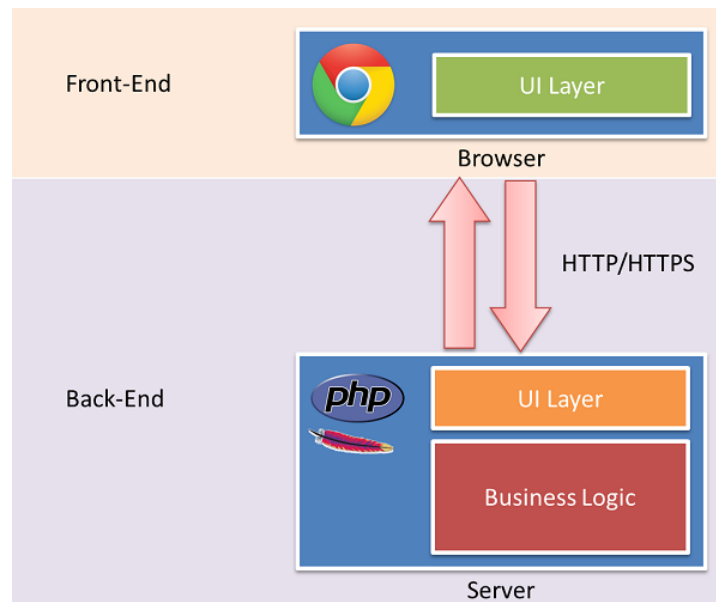 Front-End
UI Layer
Browser
HTTP/HTTPS
Back-End
php
UI Layer
Business Logic
Server